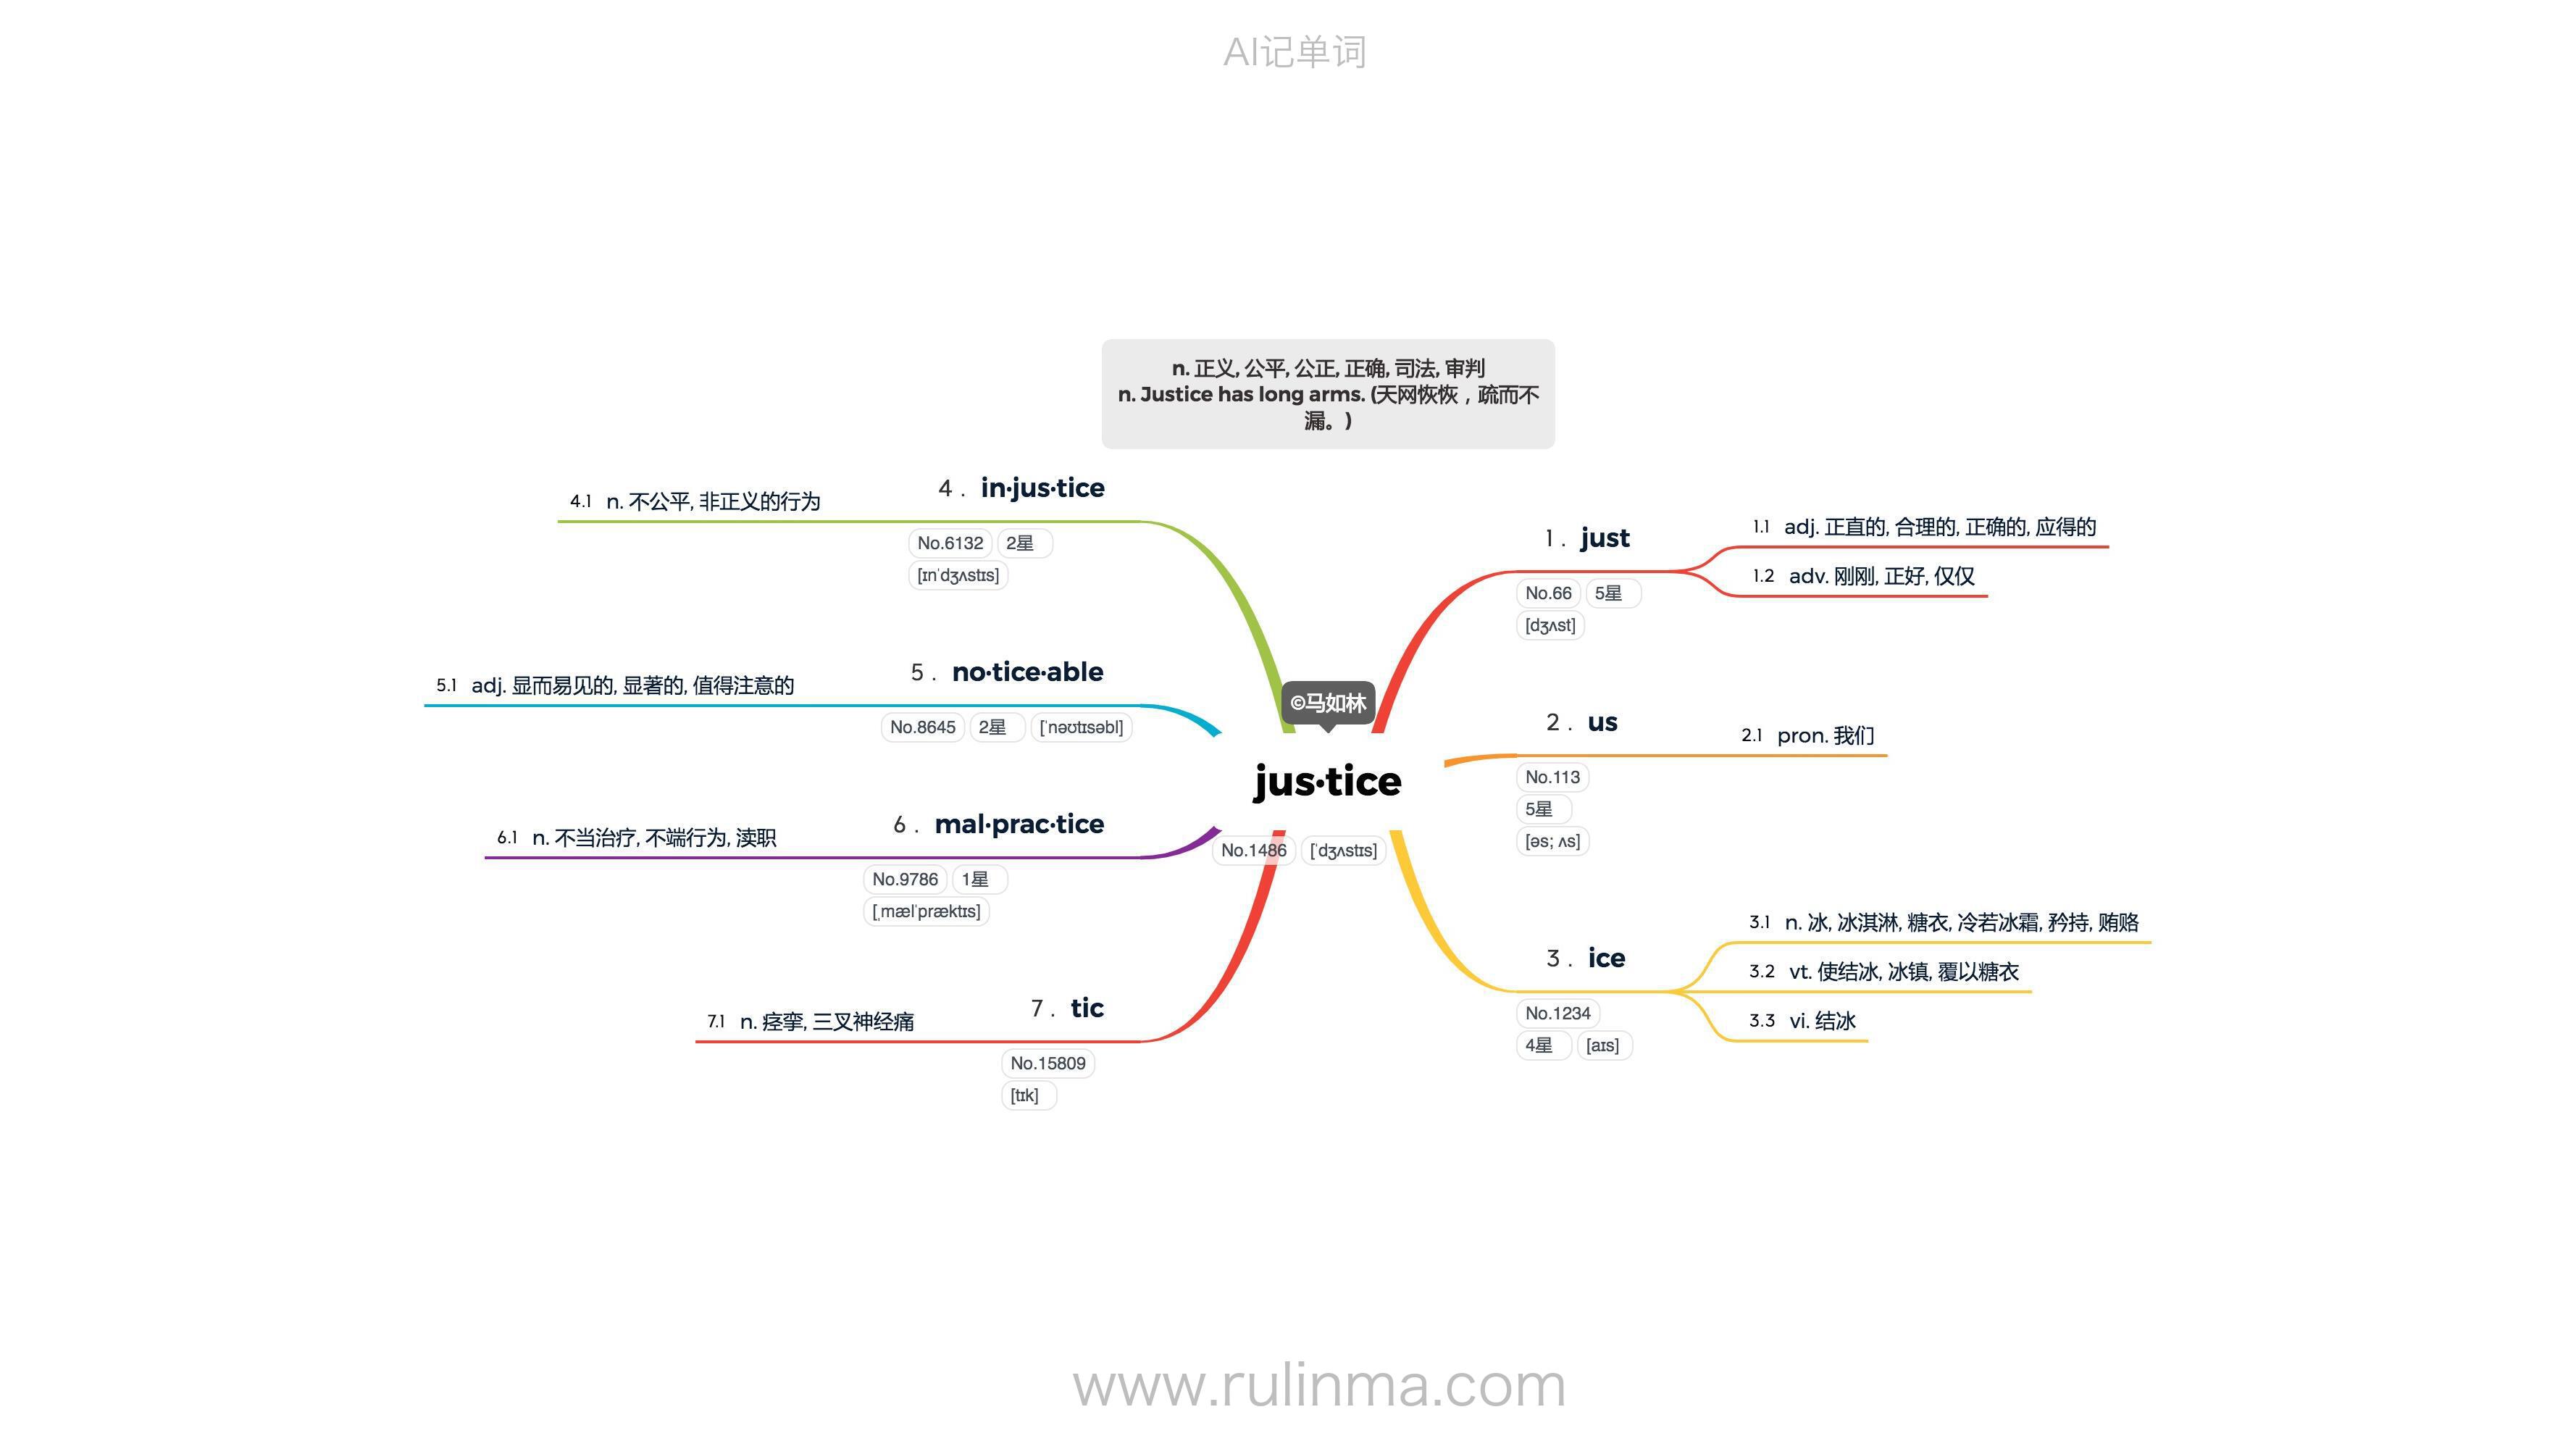 AI记单词
n. 正义, 公平, 公正, 正确, 司法, 审判
n. Justice has long arms. (天网恢恢，疏而不
漏。)
©马如林
jus·tice
No.1486 [ˈdʒʌstɪs]
1 . just
No.66 5星
[dʒʌst]
1.1 adj. 正直的, 合理的, 正确的, 应得的
1.2 adv. 刚刚, 正好, 仅仅
2 . us
No.113
5星
[əs; ʌs]
2.1 pron. 我们
3 . ice
No.1234
4星 [aɪs]
3.1 n. 冰, 冰淇淋, 糖衣, 冷若冰霜, 矜持, 贿赂
3.2 vt. 使结冰, 冰镇, 覆以糖衣
3.3 vi. 结冰
4 . in·jus·tice
No.6132 2星
[ɪnˈdʒʌstɪs]
4.1 n. 不公平, 非正义的行为
5 . no·tice·able
No.8645 2星 [ˈnəʊtɪsəbl]
5.1 adj. 显而易见的, 显著的, 值得注意的
6 . mal·prac·tice
No.9786 1星
[ˌmælˈpræktɪs]
6.1 n. 不当治疗, 不端行为, 渎职
7 . tic
No.15809
[tɪk]
7.1 n. 痉挛, 三叉神经痛
www.rulinma.com